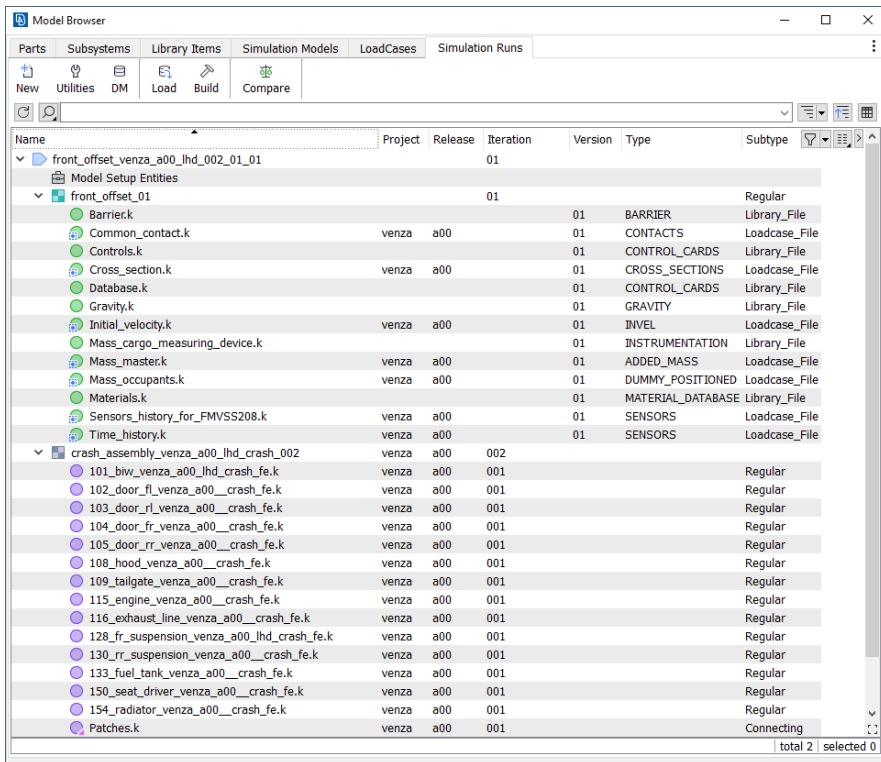 Model Browser
Parts Subsystems Library Items Simulation Models LoadCases Simulation Runs
New Utilities DM Load Build Compare
Name Project Release Iteration Version Type Subtype
front_offset_venza_a00_lhd_002_01_01 01
Model Setup Entities
front_offset_01 01 Regular
Barrier.k 01 BARRIER Library_File
Common_contact.k venza a00 01 CONTACTS Loadcase_File
Controls.k 01 CONTROL_CARDS Library_File
Cross_section.k venza a00 01 CROSS_SECTIONS Loadcase_File
Database.k 01 CONTROL_CARDS Library_File
Gravity.k 01 GRAVITY Library_File
Initial_velocity.k venza a00 01 INVEL Loadcase_File
Mass_cargo_measuring_device.k 01 INSTRUMENTATION Library_File
Mass_master.k venza a00 01 ADDED_MASS Loadcase_File
Mass_occupants.k venza a00 01 DUMMY_POSITIONED Loadcase_File
Materials.k 01 MATERIAL_DATABASE Library_File
Sensors_history_for_FMVSS208.k venza a00 01 SENSORS Loadcase_File
Time_history.k venza a00 01 SENSORS Loadcase_File
crash_assembly_venza_a00_lhd_crash_002 venza a00 002
101_biw_venza_a00_lhd_crash_fe.k venza a00 001 Regular
102_door_fl_venza_a00__crash_fe.k venza a00 001 Regular
103_door_rl_venza_a00__crash_fe.k venza a00 001 Regular
104_door_fr_venza_a00__crash_fe.k venza a00 001 Regular
105_door_rr_venza_a00__crash_fe.k venza a00 001 Regular
108_hood_venza_a00__crash_fe.k venza a00 001 Regular
109_tailgate_venza_a00__crash_fe.k venza a00 001 Regular
115_engine_venza_a00__crash_fe.k venza a00 001 Regular
116_exhaust_line_venza_a00__crash_fe.k venza a00 001 Regular
128_fr_suspension_venza_a00_lhd_crash_fe.k venza a00 001 Regular
130_rr_suspension_venza_a00__crash_fe.k venza a00 001 Regular
133_fuel_tank_venza_a00__crash_fe.k venza a00 001 Regular
150_seat_driver_venza_a00__crash_fe.k venza a00 001 Regular
154_radiator_venza_a00__crash_fe.k venza a00 001 Regular
Patches.k venza a00 001 Connecting
total 2 selected 0